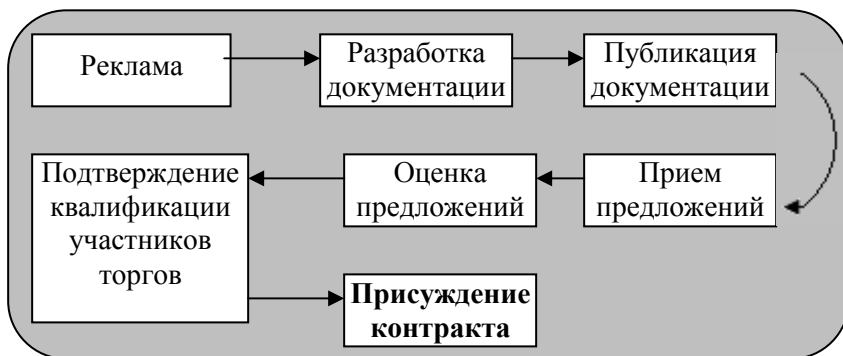 Реклама
Разработка
документации
Публикация
документации
Прием
предложений
Оценка
предложений
Подтверждение
квалификации
участников
торгов
Присуждение
контракта